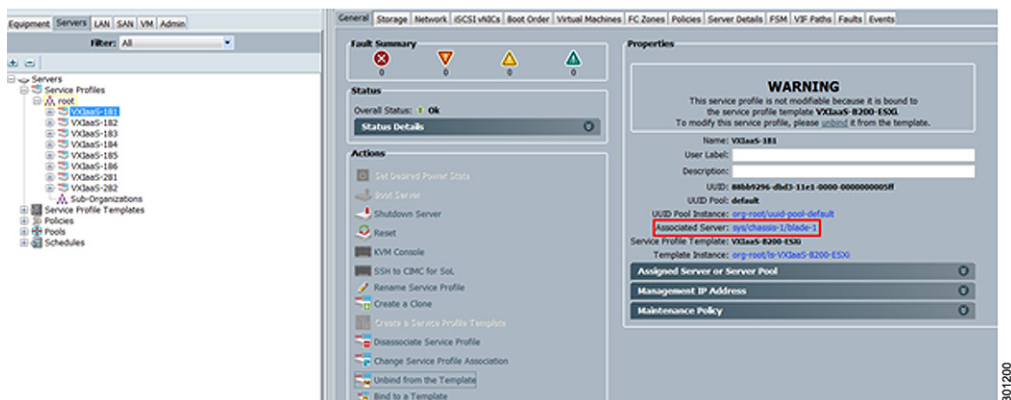 Equipment Servers LAN SAN VM Admin
Filter: All
Servers
Service Profiles
root
VXIaaS-181
VXIaaS-182
VXIaaS-183
VXIaaS-184
VXIaaS-185
VXIaaS-186
VXIaaS-281
VXIaaS-282
Sub-Organizations
Service Profile Templates
Policies
Pools
Schedules
General Storage Network iSCSI vNICs Boot Order Virtual Machines FC Zones Policies Server Details FSM VIF Paths Faults Events
Fault Summary
0 0 0 0
Status
Overall Status: Ok
Status Details
Actions
Set Desired Power State
Boot Server
Shutdown Server
Reset
KVM Console
SSH to CIMC for SoL
Rename Service Profile
Create a Clone
Create a Service Profile Template
Disassociate Service Profile
Change Service Profile Association
Unbind from the Template
Bind to a Template
Properties
WARNING
This service profile is not modifiable because it is bound to
the service profile template VXIaaS-B200-ESXi.
To modify this service profile, please unbind it from the template.
Name: VXIaaS-181
User Label:
Description:
UUID: 88bb9296-dbd3-11e1-0000-0000000005ff
UUID Pool: default
UUID Pool Instance: org-root/uuid-pool-default
Associated Server: sys/chassis-1/blade-1
Service Profile Template: VXIaaS-B200-ESXi
Template Instance: org-root/ls-VXIaaS-B200-ESXi
Assigned Server or Server Pool
Management IP Address
Maintenance Policy
301200